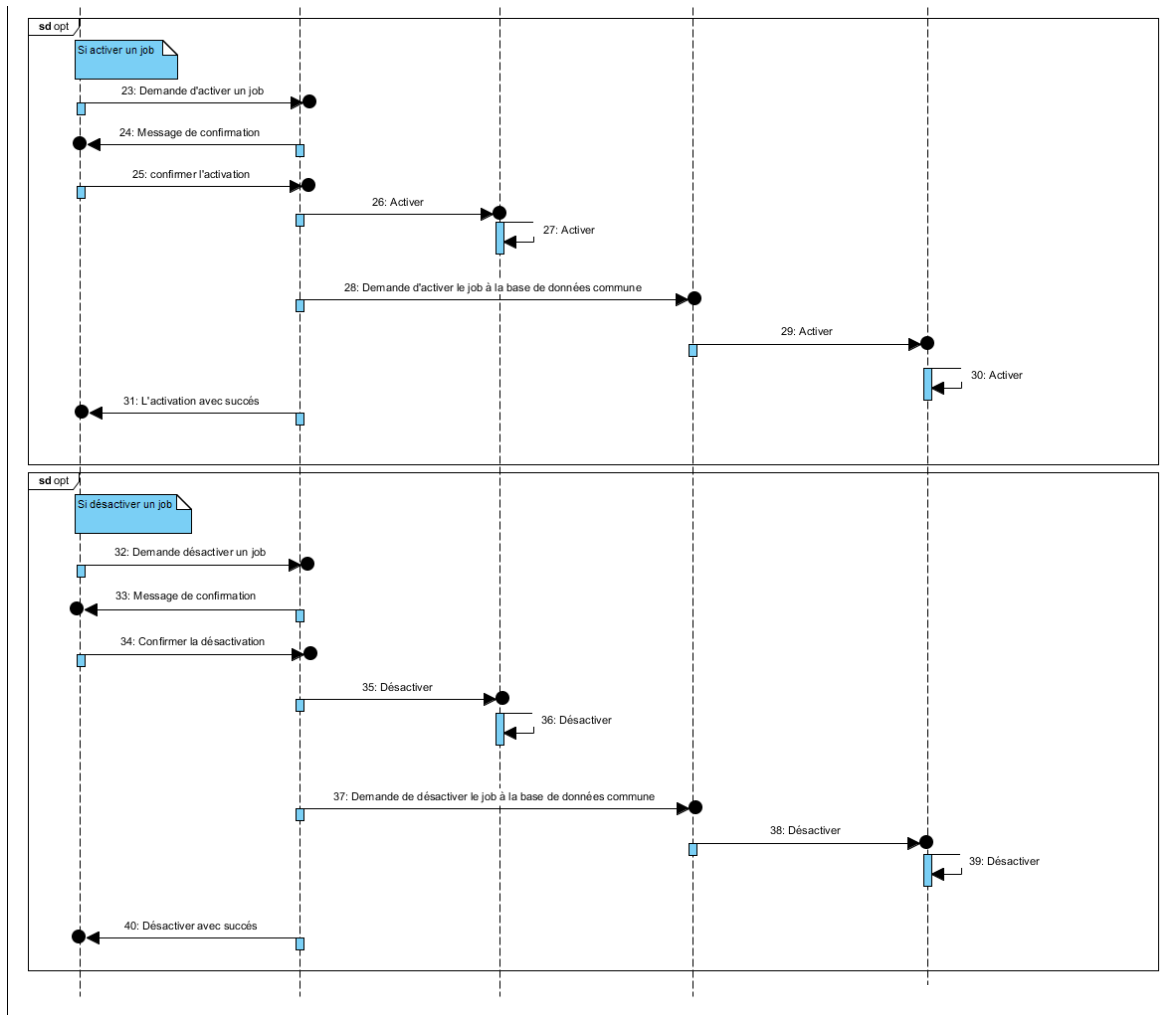 sd opt
Si activer un job
23: Demande d'activer un job
24: Message de confirmation
25: confirmer l'activation
26: Activer
27: Activer
28: Demande d'activer le job à la base de données commune
29: Activer
30: Activer
31: L'activation avec succés
sd opt
Si désactiver un job
32: Demande désactiver un job
33: Message de confirmation
34: Confirmer la désactivation
35: Désactiver
36: Désactiver
37: Demande de désactiver le job à la base de données commune
38: Désactiver
39: Désactiver
40: Désactiver avec succés